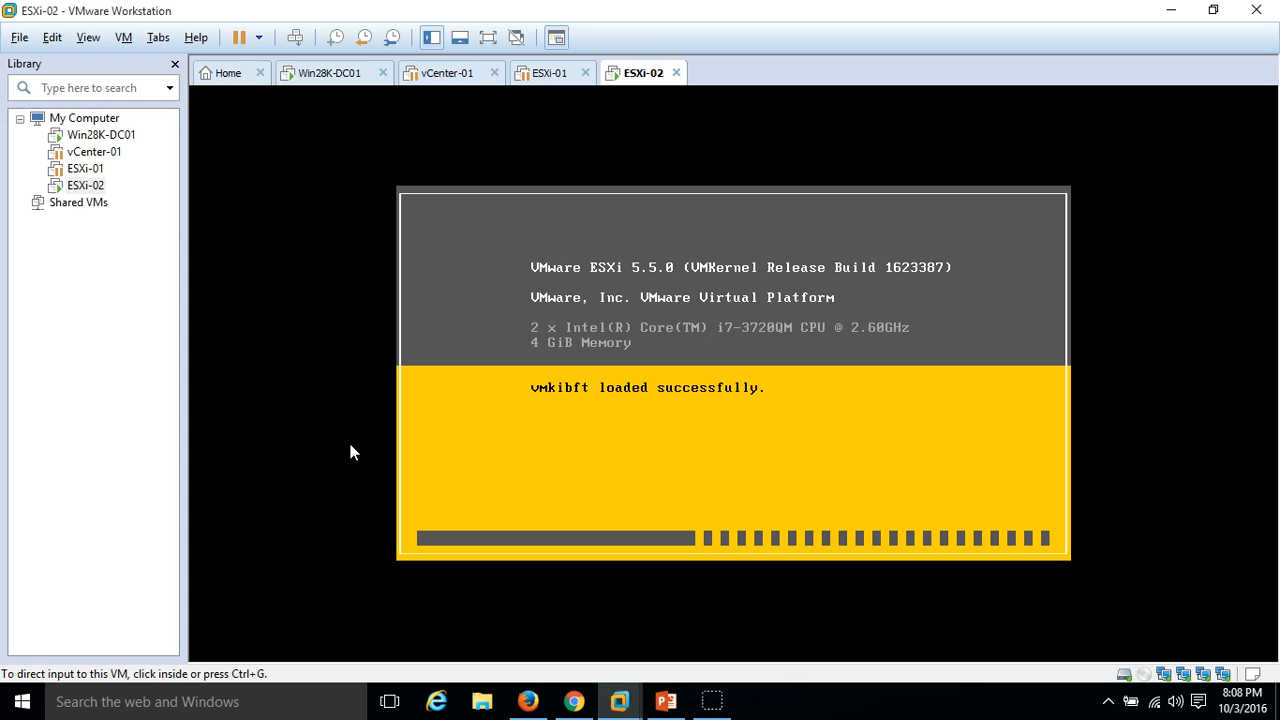 ESXi-02 - VMware Workstation
File Edit View VM Tabs Help
Library
Type here to search
My Computer
Win28K-DC01
vCenter-01
ESXi-01
ESXi-02
Shared VMs
Home Win28K-DC01 vCenter-01 ESXi-01 ESXi-02
VMware ESXi 5.5.0 (VMKernel Release Build 1623387)
VMware, Inc. VMware Virtual Platform
2 x Intel(R) Core(TM) i7-3720QM CPU @ 2.60GHz
4 GiB Memory
vmkibft loaded successfully.
To direct input to this VM, click inside or press Ctrl+G.
Search the web and Windows
8:08 PM
10/3/2016